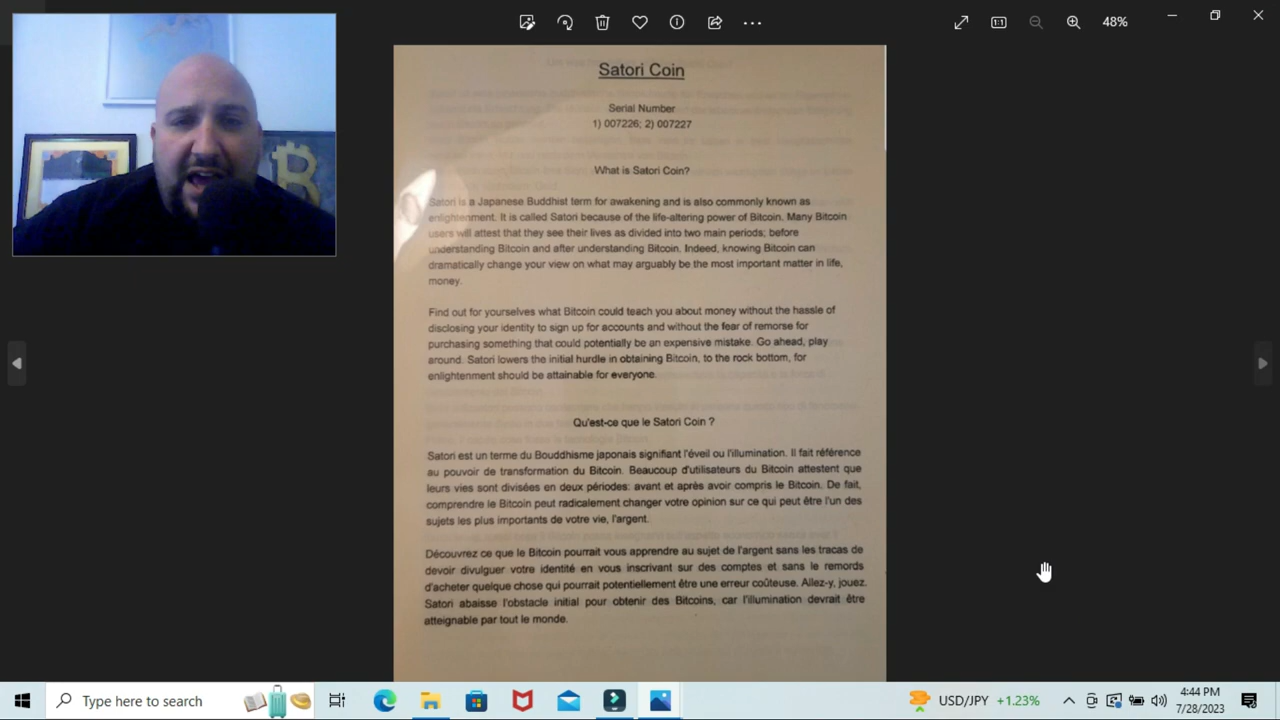 48%
Satori Coin
Serial Number
1) 007226; 2) 007227
What is Satori Coin?
Satori is a Japanese Buddhist term for awakening and is also commonly known as
enlightenment. It is called Satori because of the life-altering power of Bitcoin. Many Bitcoin
users will attest that they see their lives as divided into two main periods; before
understanding Bitcoin and after understanding Bitcoin. Indeed, knowing Bitcoin can
dramatically change your view on what may arguably be the most important matter in life,
money.
Find out for yourselves what Bitcoin could teach you about money without the hassle of
disclosing your identity to sign up for accounts and without the fear of remorse for
purchasing something that could potentially be an expensive mistake. Go ahead, play
around. Satori lowers the initial hurdle in obtaining Bitcoin, to the rock bottom, for
enlightenment should be attainable for everyone.
Qu'est-ce que le Satori Coin ?
Satori est un terme du Bouddhisme japonais signifiant l'éveil ou l'illumination. Il fait référence
au pouvoir de transformation du Bitcoin. Beaucoup d'utilisateurs du Bitcoin attestent que
leurs vies sont divisées en deux périodes: avant et après avoir compris le Bitcoin. De fait,
comprendre le Bitcoin peut radicalement changer votre opinion sur ce qui peut être l'un des
sujets les plus importants de votre vie, l'argent.
Découvrez ce que le Bitcoin pourrait vous apprendre au sujet de l'argent sans les tracas de
devoir divulguer votre identité en vous inscrivant sur des comptes et sans le remords
d'acheter quelque chose qui pourrait potentiellement être une erreur coûteuse. Allez-y, jouez.
Satori abaisse l'obstacle initial pour obtenir des Bitcoins, car l'illumination devrait être
atteignable par tout le monde.
Type here to search
USD/JPY +1.23%
4:44 PM
7/28/2023